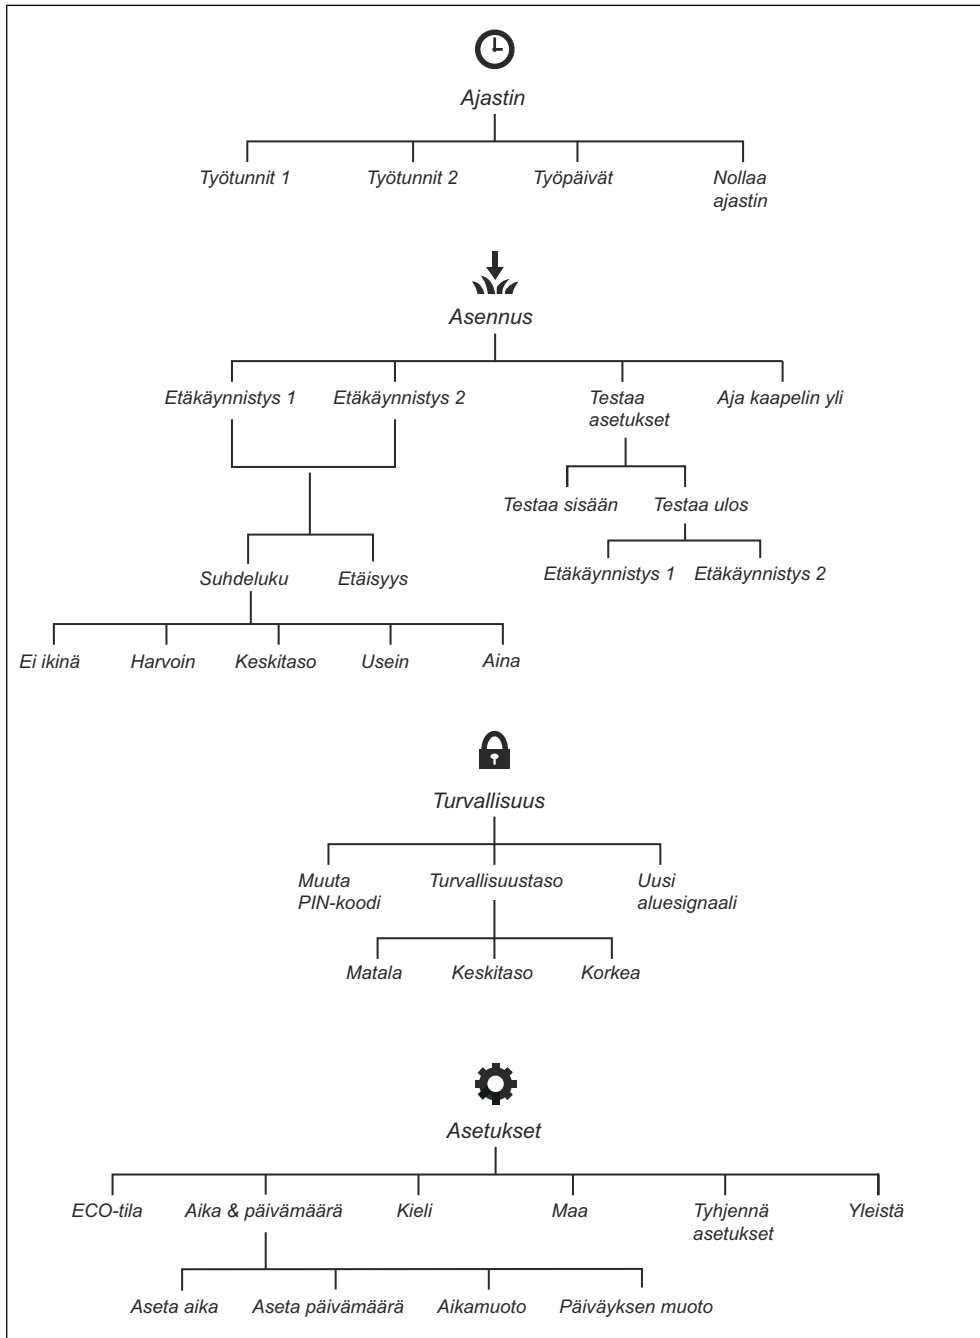 Ajastin
Työtunnit 1
Työtunnit 2
Työpäivät
Nollaa
ajastin
Asennus
Etäkäynnistys 1
Etäkäynnistys 2
Testaa
asetukset
Aja kaapelin yli
Testaa sisään
Testaa ulos
Etäkäynnistys 1
Etäkäynnistys 2
Suhdeluku
Etäisyys
Ei ikinä
Harvoin
Keskitaso
Usein
Aina
Turvallisuus
Muuta
PIN-koodi
Turvallisuustaso
Uusi
aluesignaali
Matala
Keskitaso
Korkea
Asetukset
ECO-tila
Aika & päivämäärä
Kieli
Maa
Tyhjennä
asetukset
Yleistä
Aseta aika
Aseta päivämäärä
Aikamuoto
Päiväyksen muoto